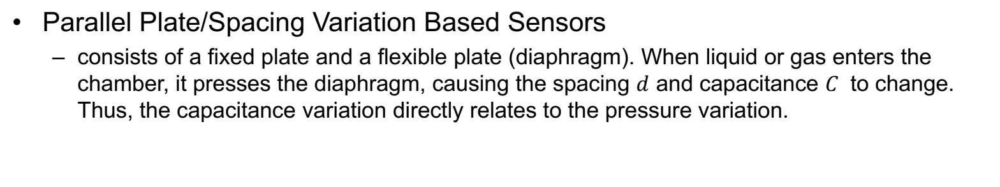 • Parallel Plate/Spacing Variation Based Sensors
– consists of a fixed plate and a flexible plate (diaphragm). When liquid or gas enters the
chamber, it presses the diaphragm, causing the spacing 𝑑 and capacitance 𝐶 to change.
Thus, the capacitance variation directly relates to the pressure variation.